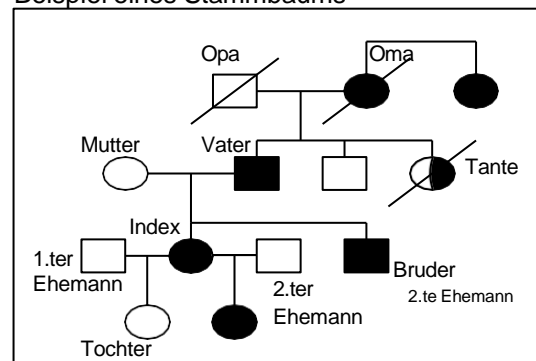 Beispiel eines Stammbaums
Opa
Oma
Mutter
Vater
Tante
Index
1.ter
Ehemann
2.ter
Ehemann
Bruder
2.te Ehemann
Tochter